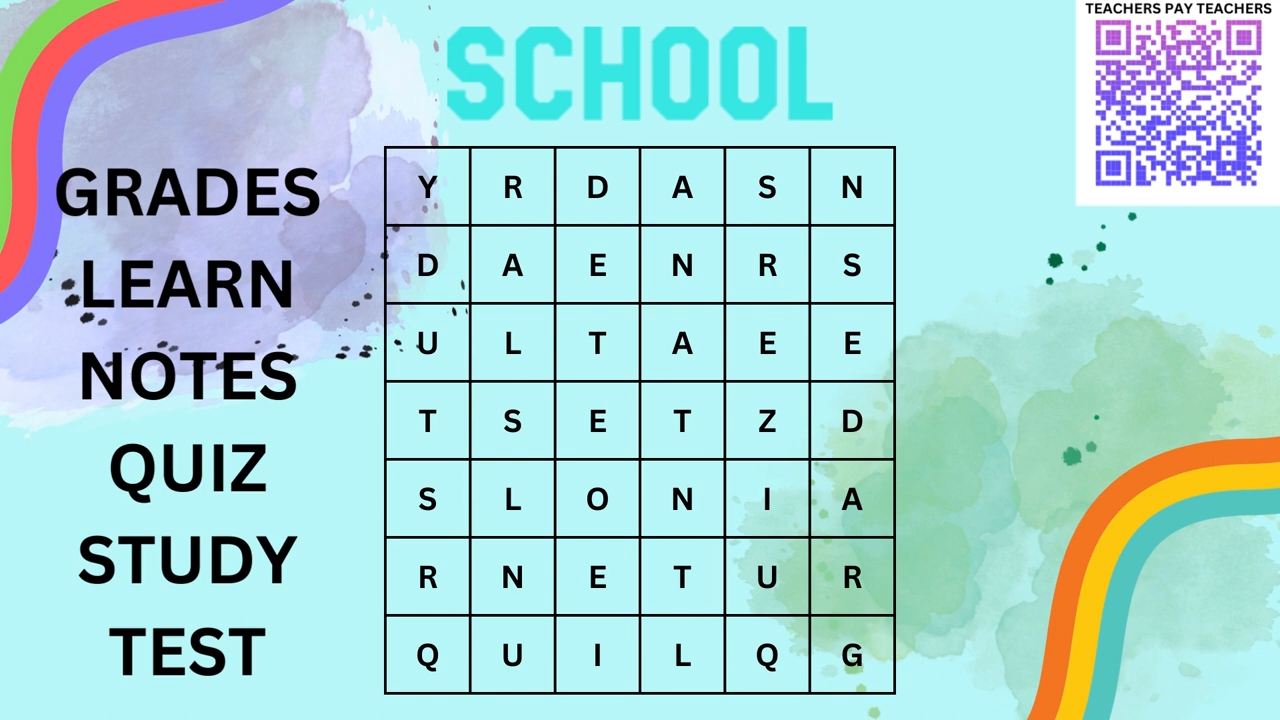 TEACHERS PAY TEACHERS
SCHOOL
GRADES
LEARN
NOTES
QUIZ
STUDY
TEST
Y R D A S N
D A E N R S
U L T A E E
T S E T Z D
S L O N I A
R N E T U R
Q U I L Q G